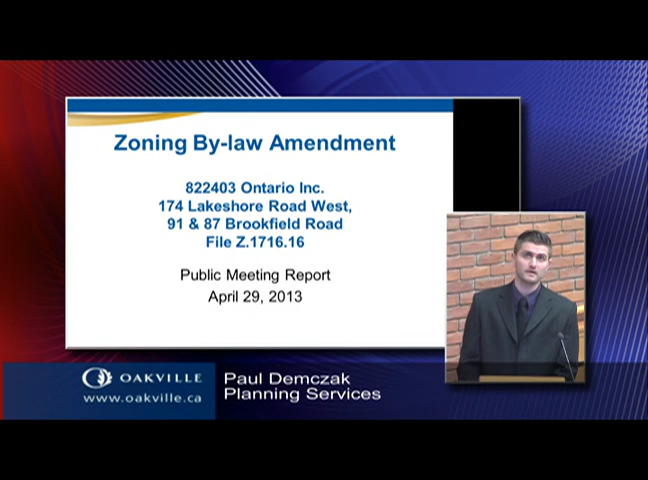 Zoning By-law Amendment
822403 Ontario Inc.
174 Lakeshore Road West,
91 & 87 Brookfield Road
File Z.1716.16
Public Meeting Report
April 29, 2013
OAKVILLE
www.oakville.ca
Paul Demczak
Planning Services